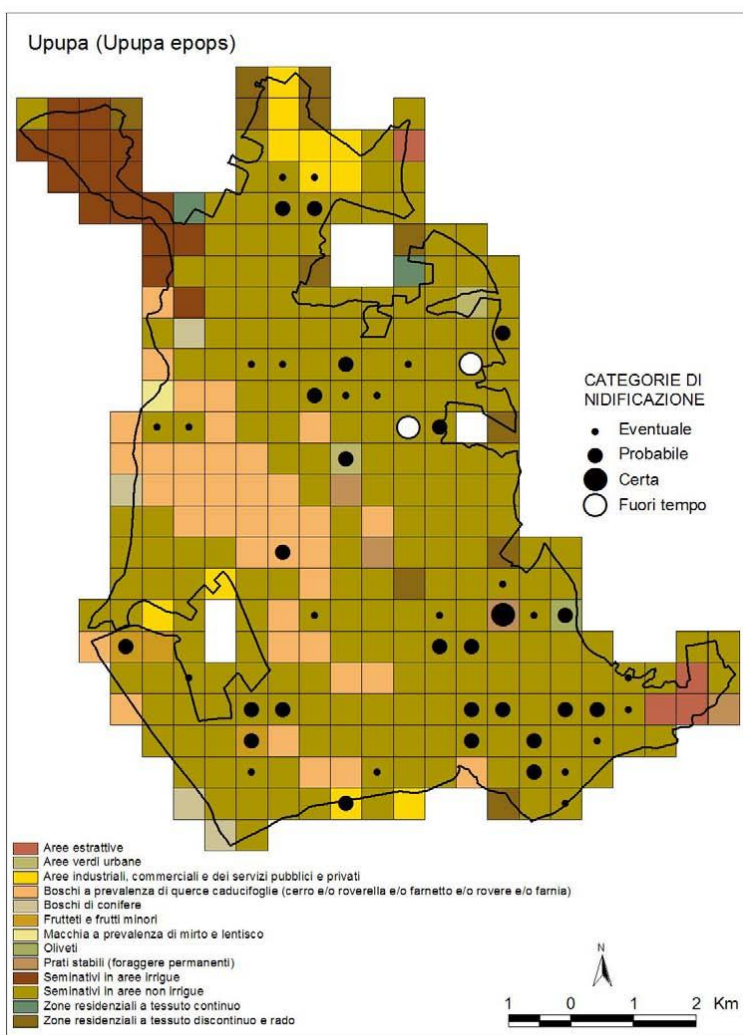 Upupa (Upupa epops)
CATEGORIE DI
NIDIFICAZIONE
Eventuale
Probabile
Certa
Fuori tempo
Aree estrattive
Aree verdi urbane
Aree industriali, commerciali e dei servizi pubblici e privati
Boschi a prevalenza di querce caducifoglie (cerro e/o roverella e/o farnetto e/o rovere e/o farnia)
Boschi di conifere
Frutteti e frutti minori
Macchia a prevalenza di mirto e lentisco
Oliveti
Prati stabili (foraggere permanenti)
Seminativi in aree irrigue
Seminativi in aree non irrigue
Zone residenziali a tessuto continuo
Zone residenziali a tessuto discontinuo e rado
N
1 0 1 2 Km